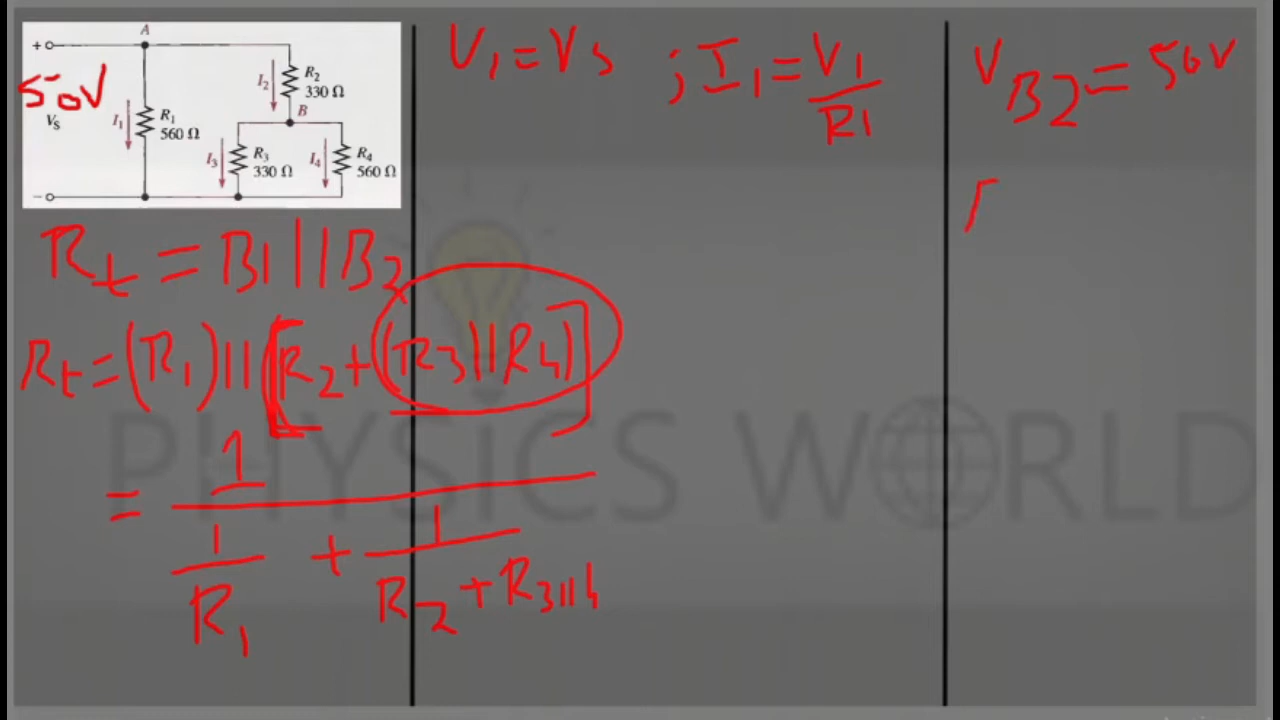 A
+
50V
Vs
I1
R1
560 Ω
I2
R2
330 Ω
B
I3
R3
330 Ω
I4
R4
560 Ω
−
Rt = B1 || B2
Rt = (R1) || [R2 + (R3 || R4)]
= 1
1 / R1 + 1 / R2 + R3||4
V1 = Vs ; I1 = V1 / R1
VB2 = 50V
PHYSiCS WORLD